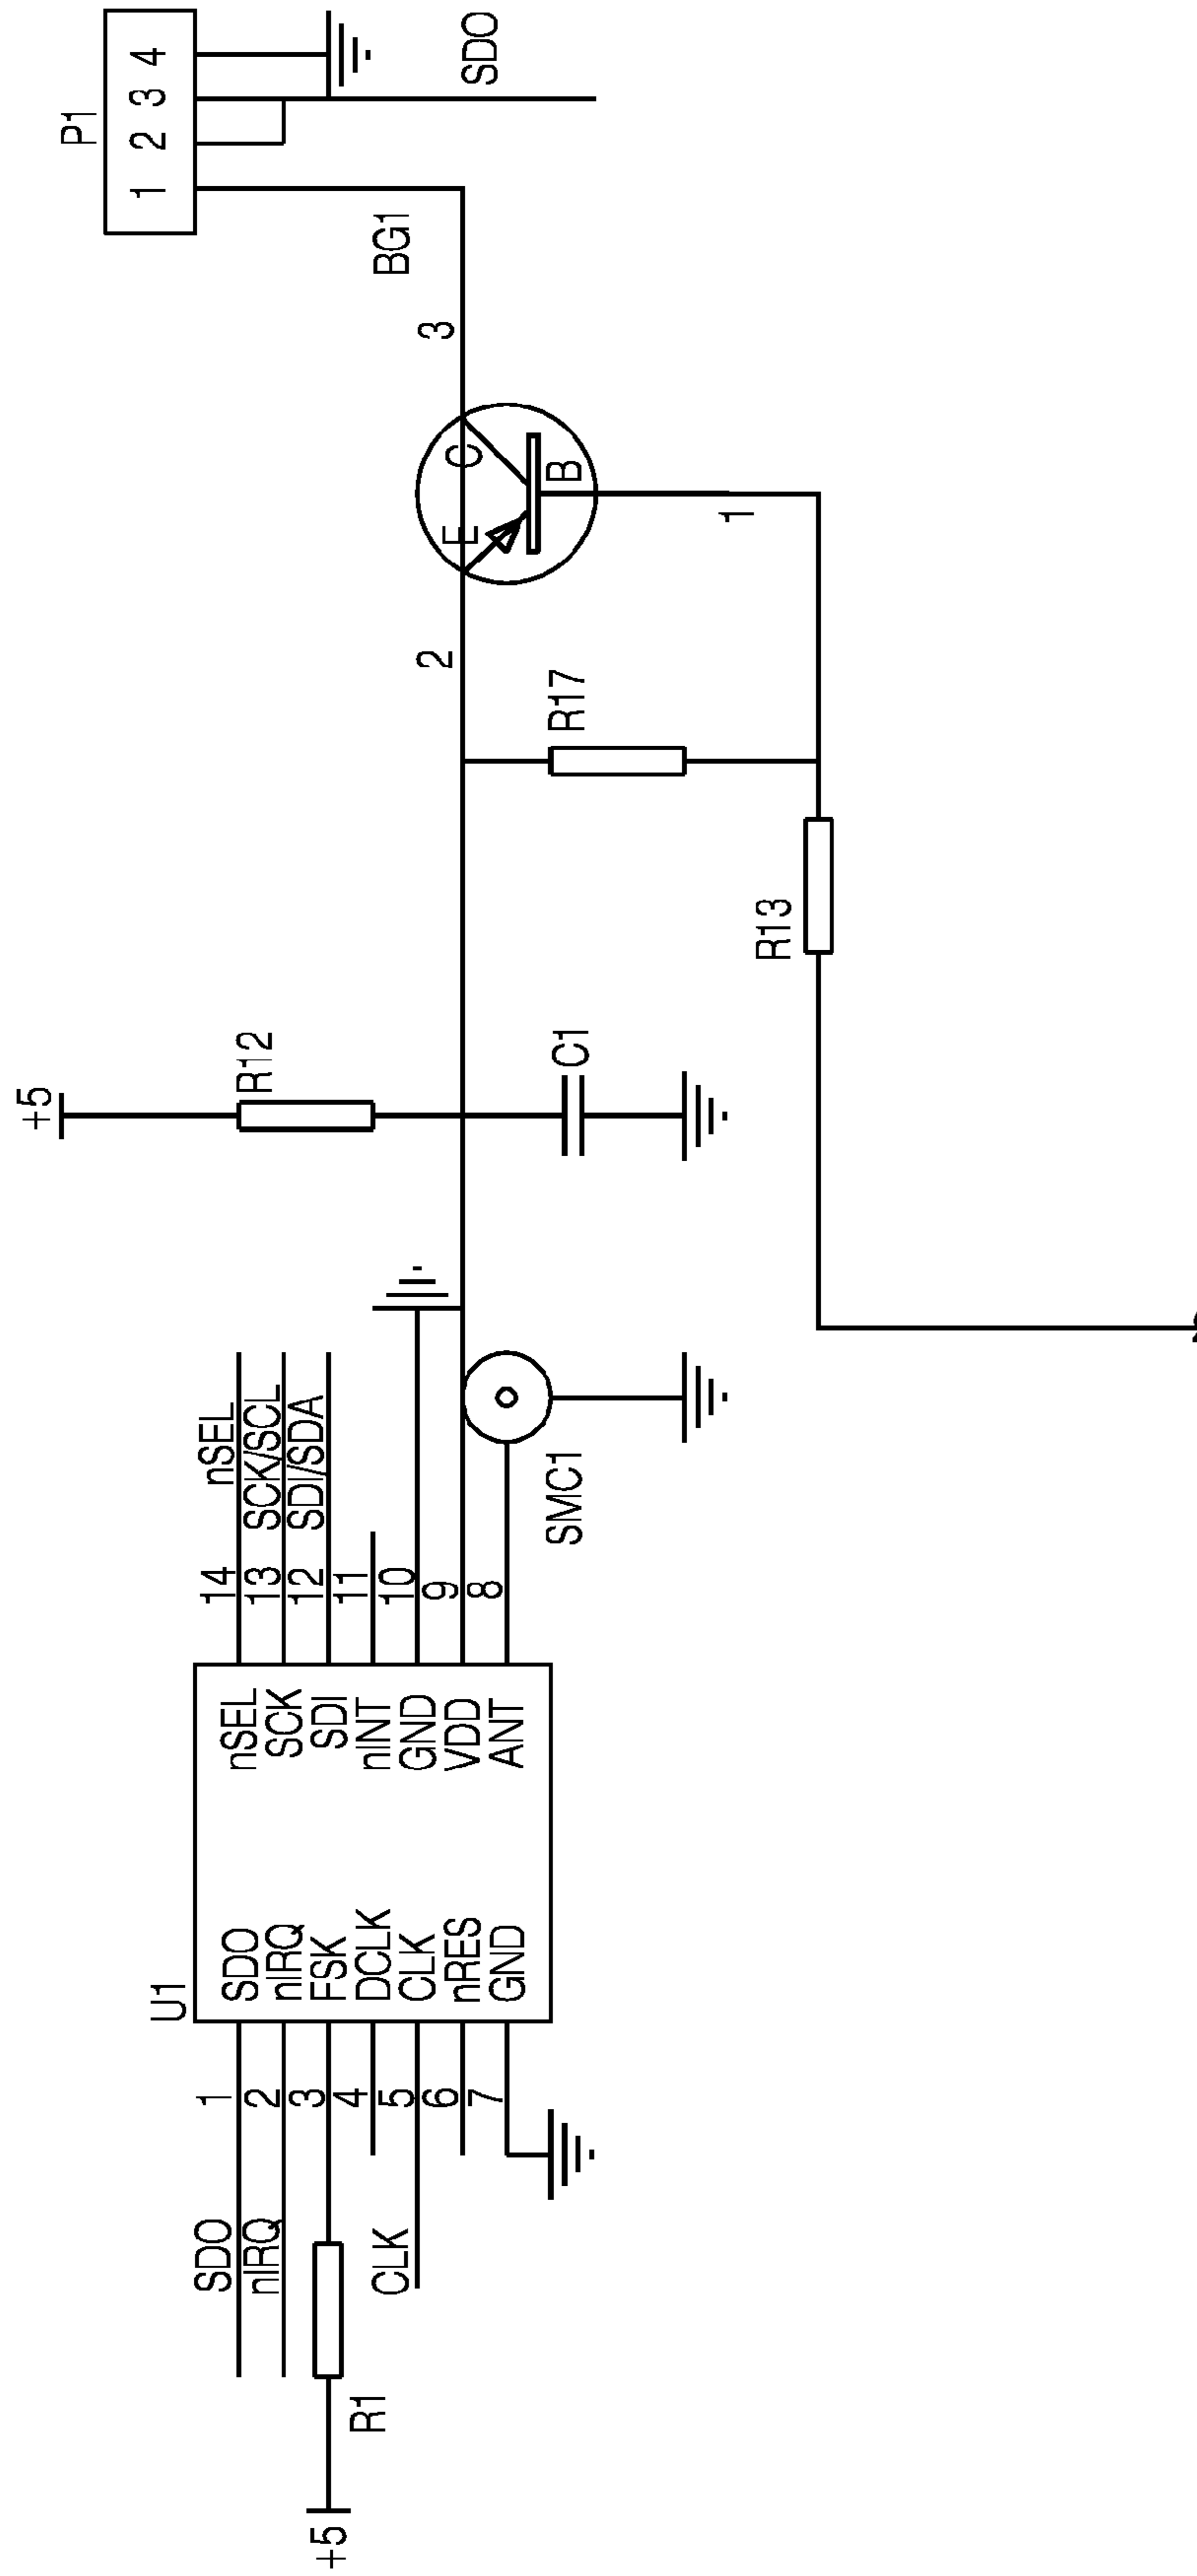 U1
SDO
nIRQ
FSK
DCLK
CLK
nRES
GND
nSEL
SCK
SDI
nINT
GND
VDD
ANT
1
2
3
4
5
6
7
14
13
12
11
10
9
8
SDO
nIRQ
CLK
+5
R1
nSEL
SCK/SCL
SDI/SDA
SMC1
+5
R12
C1
R13
R17
2
E
C
B
3
1
BG1
P1
1
2
3
4
SDO